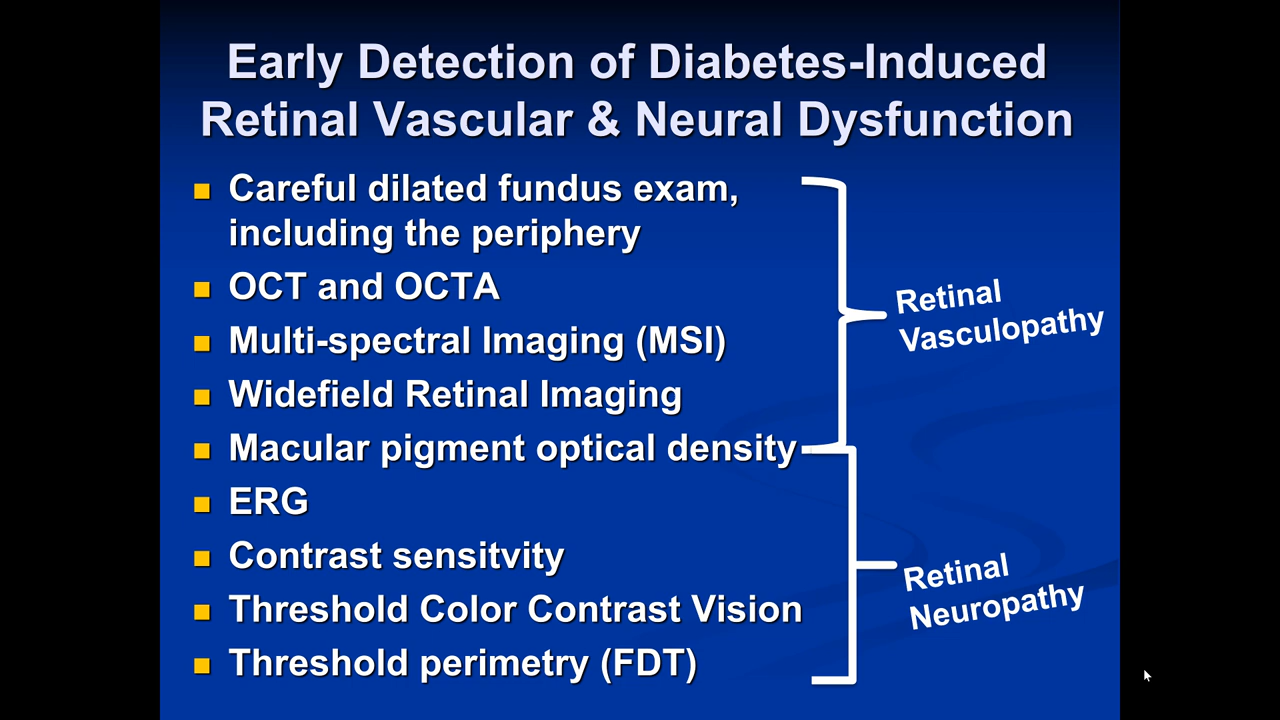 Early Detection of Diabetes-Induced
Retinal Vascular & Neural Dysfunction
Careful dilated fundus exam,
including the periphery
OCT and OCTA
Multi-spectral Imaging (MSI)
Widefield Retinal Imaging
Macular pigment optical density
ERG
Contrast sensitvity
Threshold Color Contrast Vision
Threshold perimetry (FDT)
Retinal
Vasculopathy
Retinal
Neuropathy